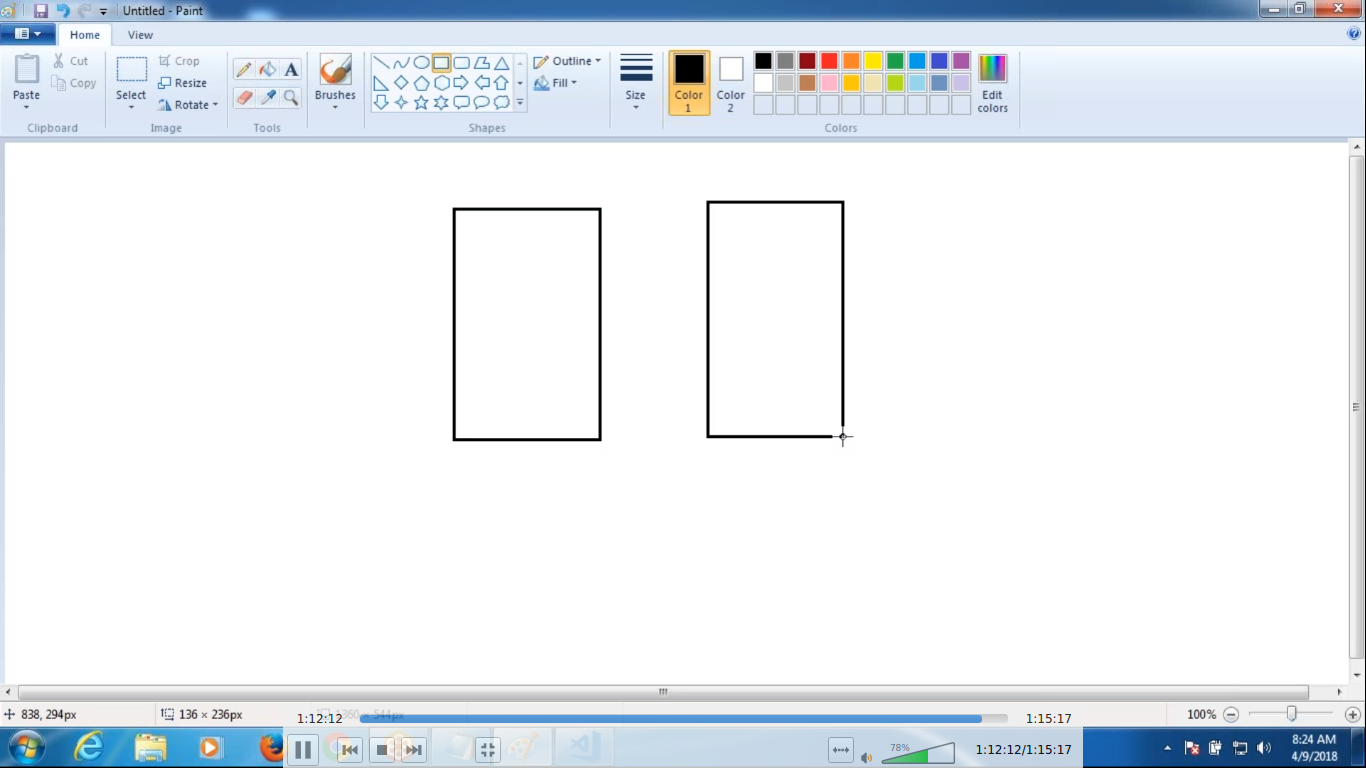 Untitled - Paint
Home View
Cut
Copy
Paste
Clipboard
Crop
Resize
Rotate
Select
Image
A
Tools
Brushes
Outline
Fill
Shapes
Size
Color 1
Color 2
Edit colors
Colors
838, 294px
136 × 236px
1360 × 544px
100%
1:12:12
1:15:17
78%
1:12:12/1:15:17
8:24 AM
4/9/2018